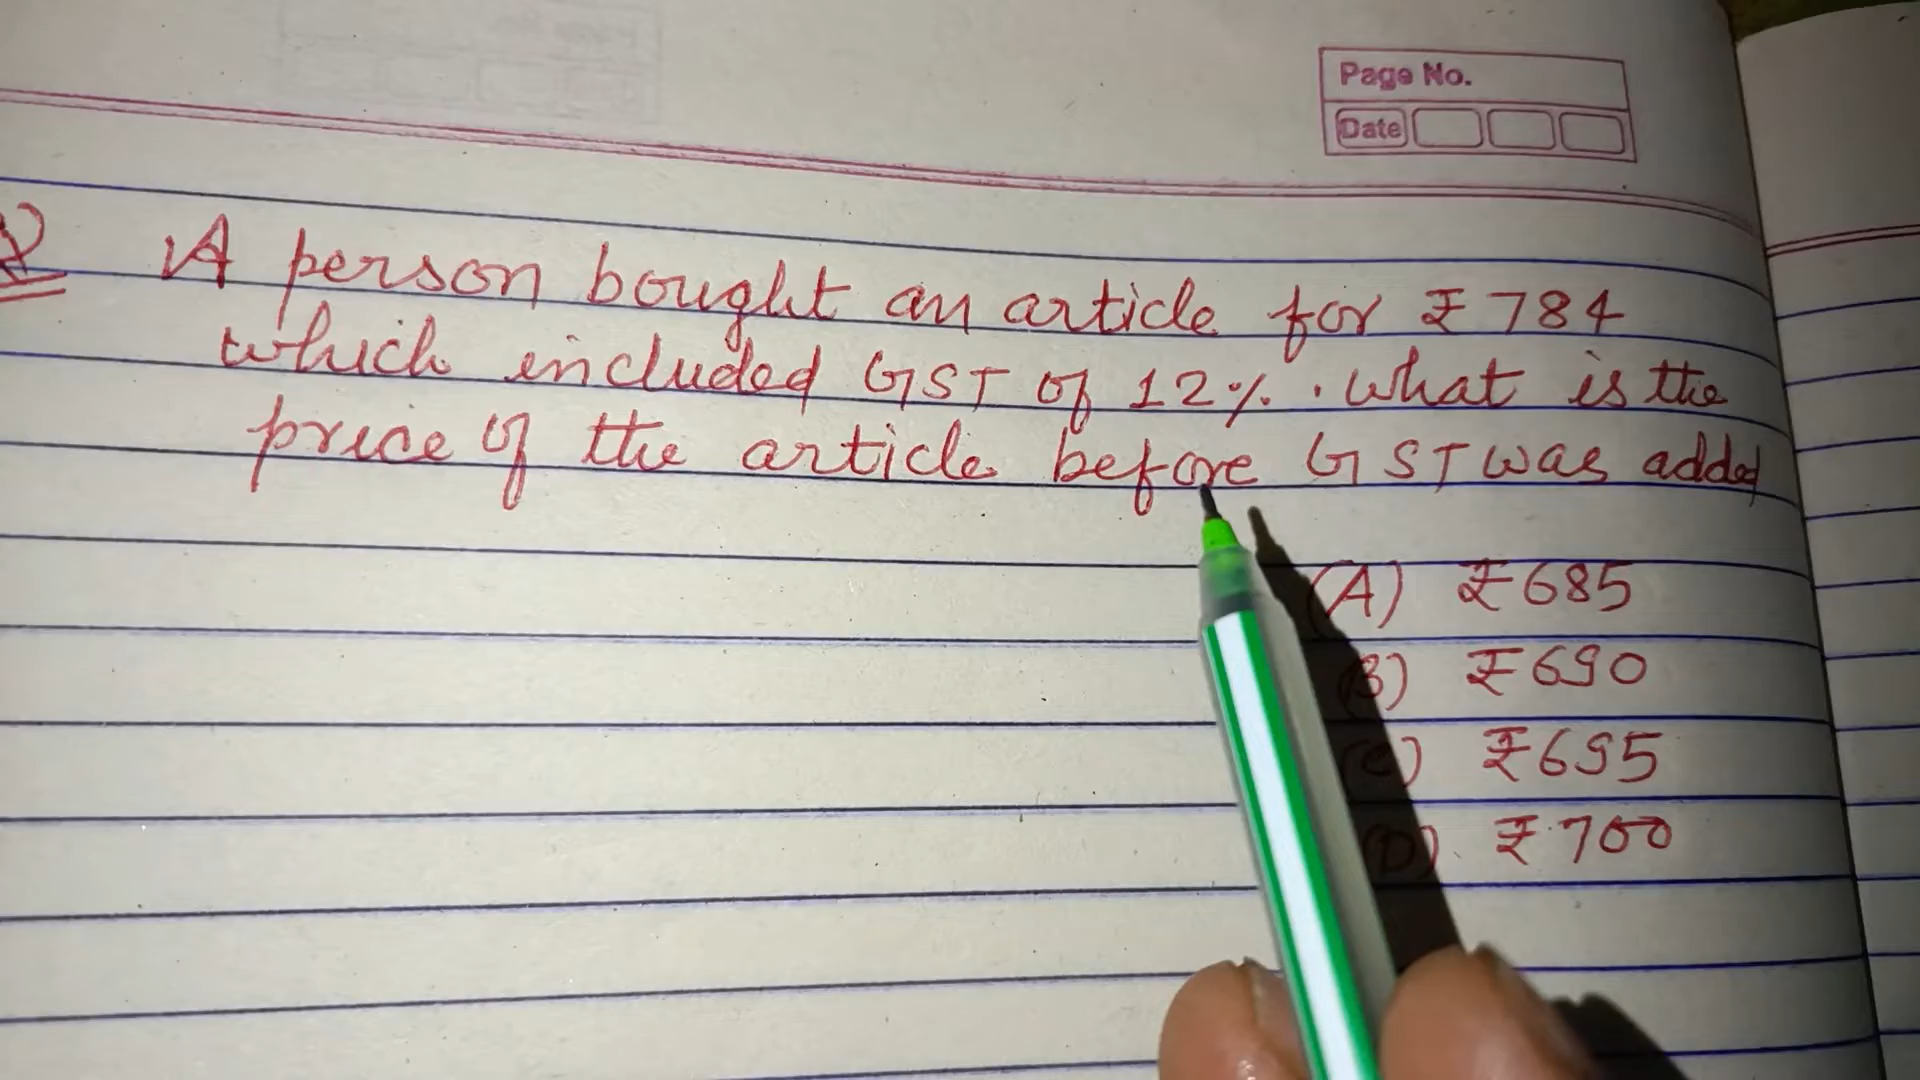 Page No.
Date
Q A person bought an article for ₹784
which included GST of 12%. what is the
price of the article before GST was added
(A) ₹685
(B) ₹690
(C) ₹695
(D) ₹700